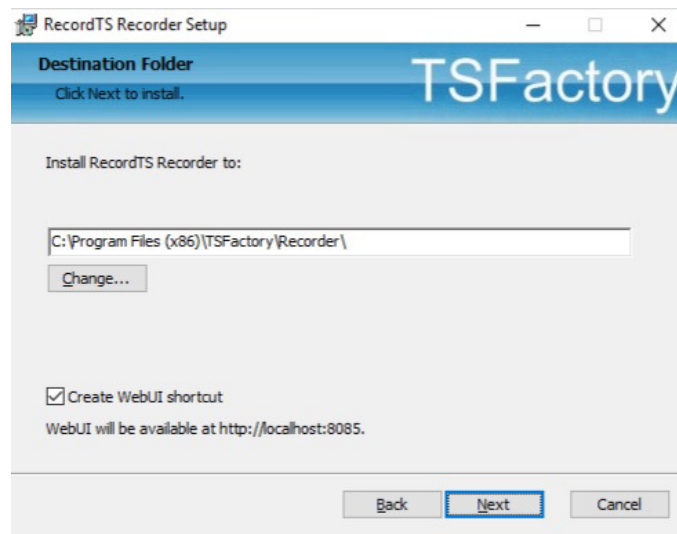 RecordTS Recorder Setup
Destination Folder
Click Next to install.
TSFactory
Install RecordTS Recorder to:
C:\Program Files (x86)\TSFactory\Recorder\
Change...
Create WebUI shortcut
WebUI will be available at http://localhost:8085.
Back Next Cancel